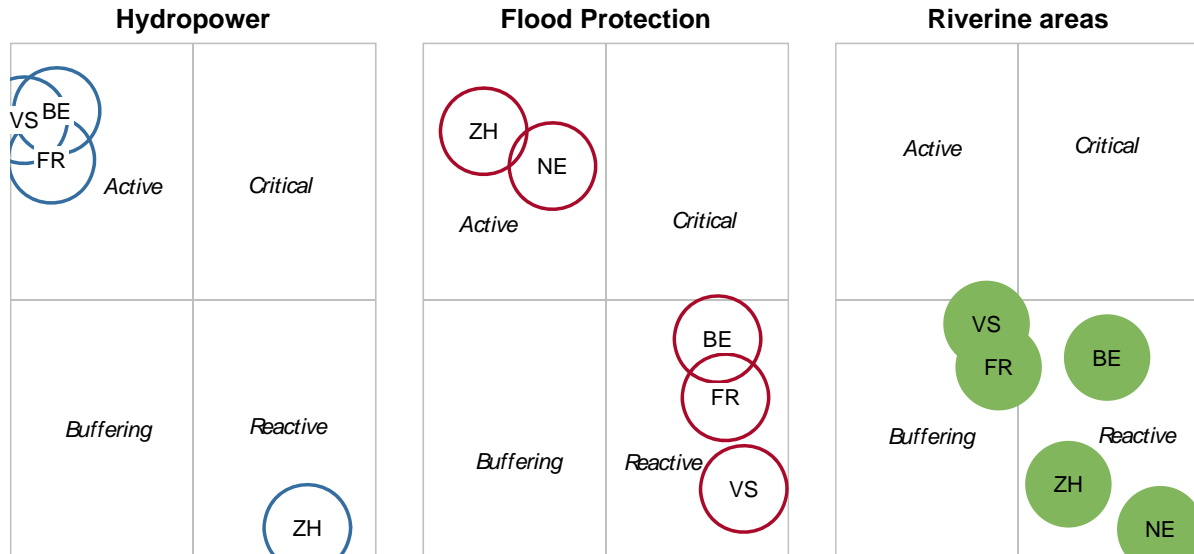 Hydropower
VS BE
FR
Active
Critical
Buffering
Reactive
ZH
Flood Protection
ZH
NE
Active
Critical
BE
FR
Buffering
Reactive
VS
Riverine areas
Active
Critical
VS
FR
BE
Buffering
Reactive
ZH
NE